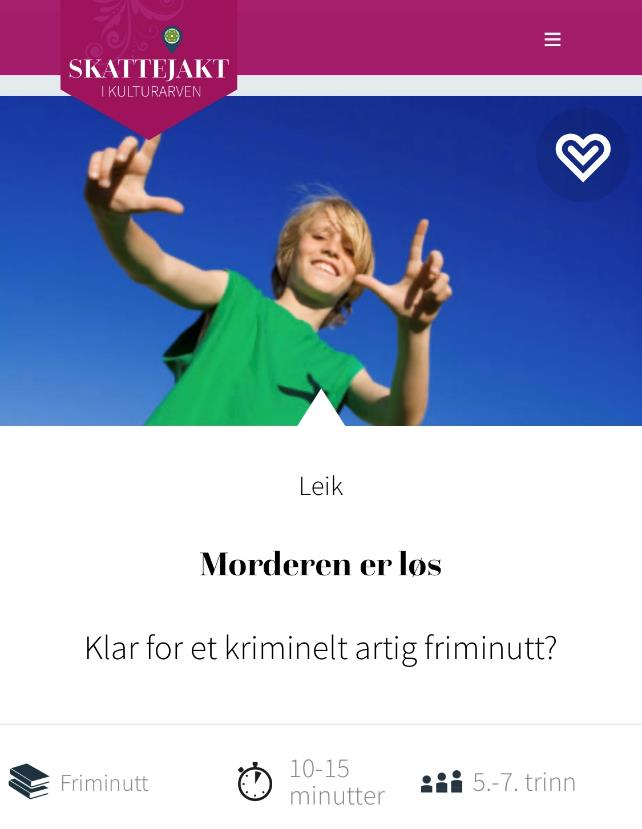 SKATTEJAKT
I KULTURARVEN
Leik
Morderen er løs
Klar for et kriminelt artig friminutt?
Friminutt
10-15
minutter
5.-7. trinn